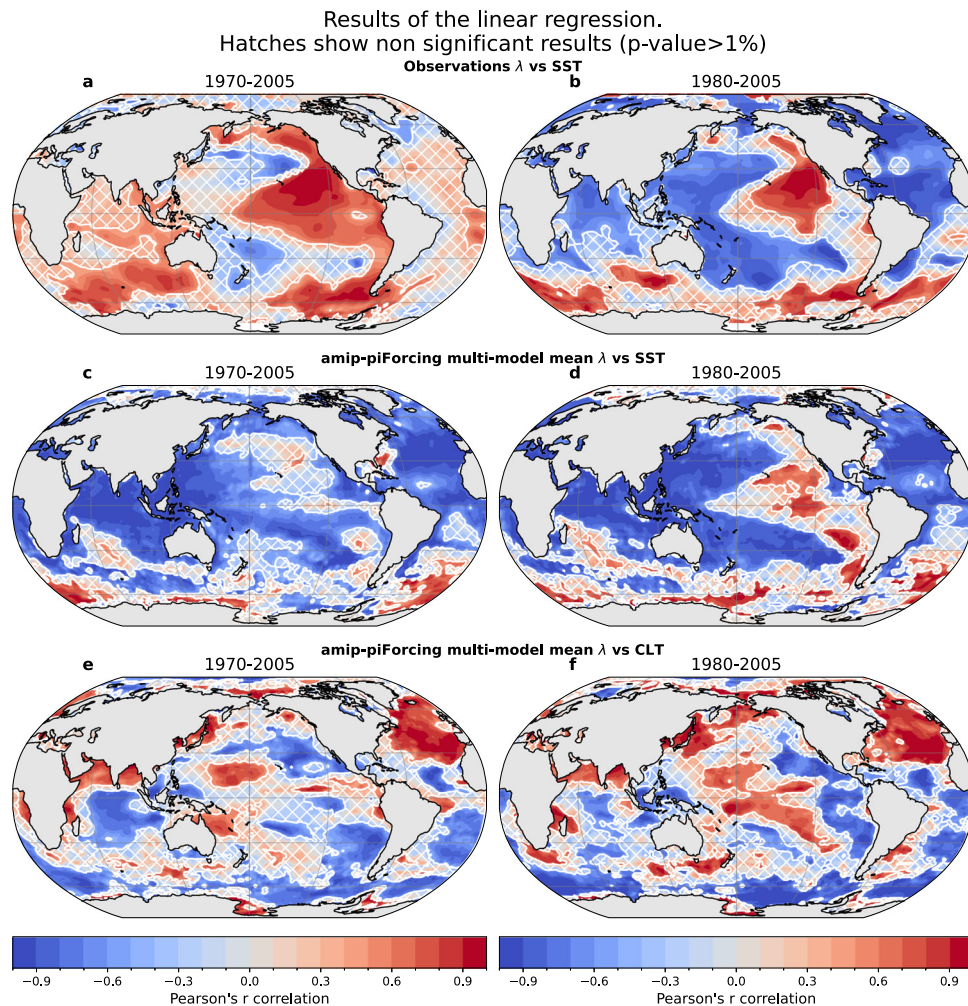 Results of the linear regression.
Hatches show non significant results (p-value>1%)
Observations λ vs SST
a 1970-2005
b 1980-2005
amip-piForcing multi-model mean λ vs SST
c 1970-2005
d 1980-2005
amip-piForcing multi-model mean λ vs CLT
e 1970-2005
f 1980-2005
−0.9 −0.6 −0.3 0.0 0.3 0.6 0.9
Pearson's r correlation
−0.9 −0.6 −0.3 0.0 0.3 0.6 0.9
Pearson's r correlation